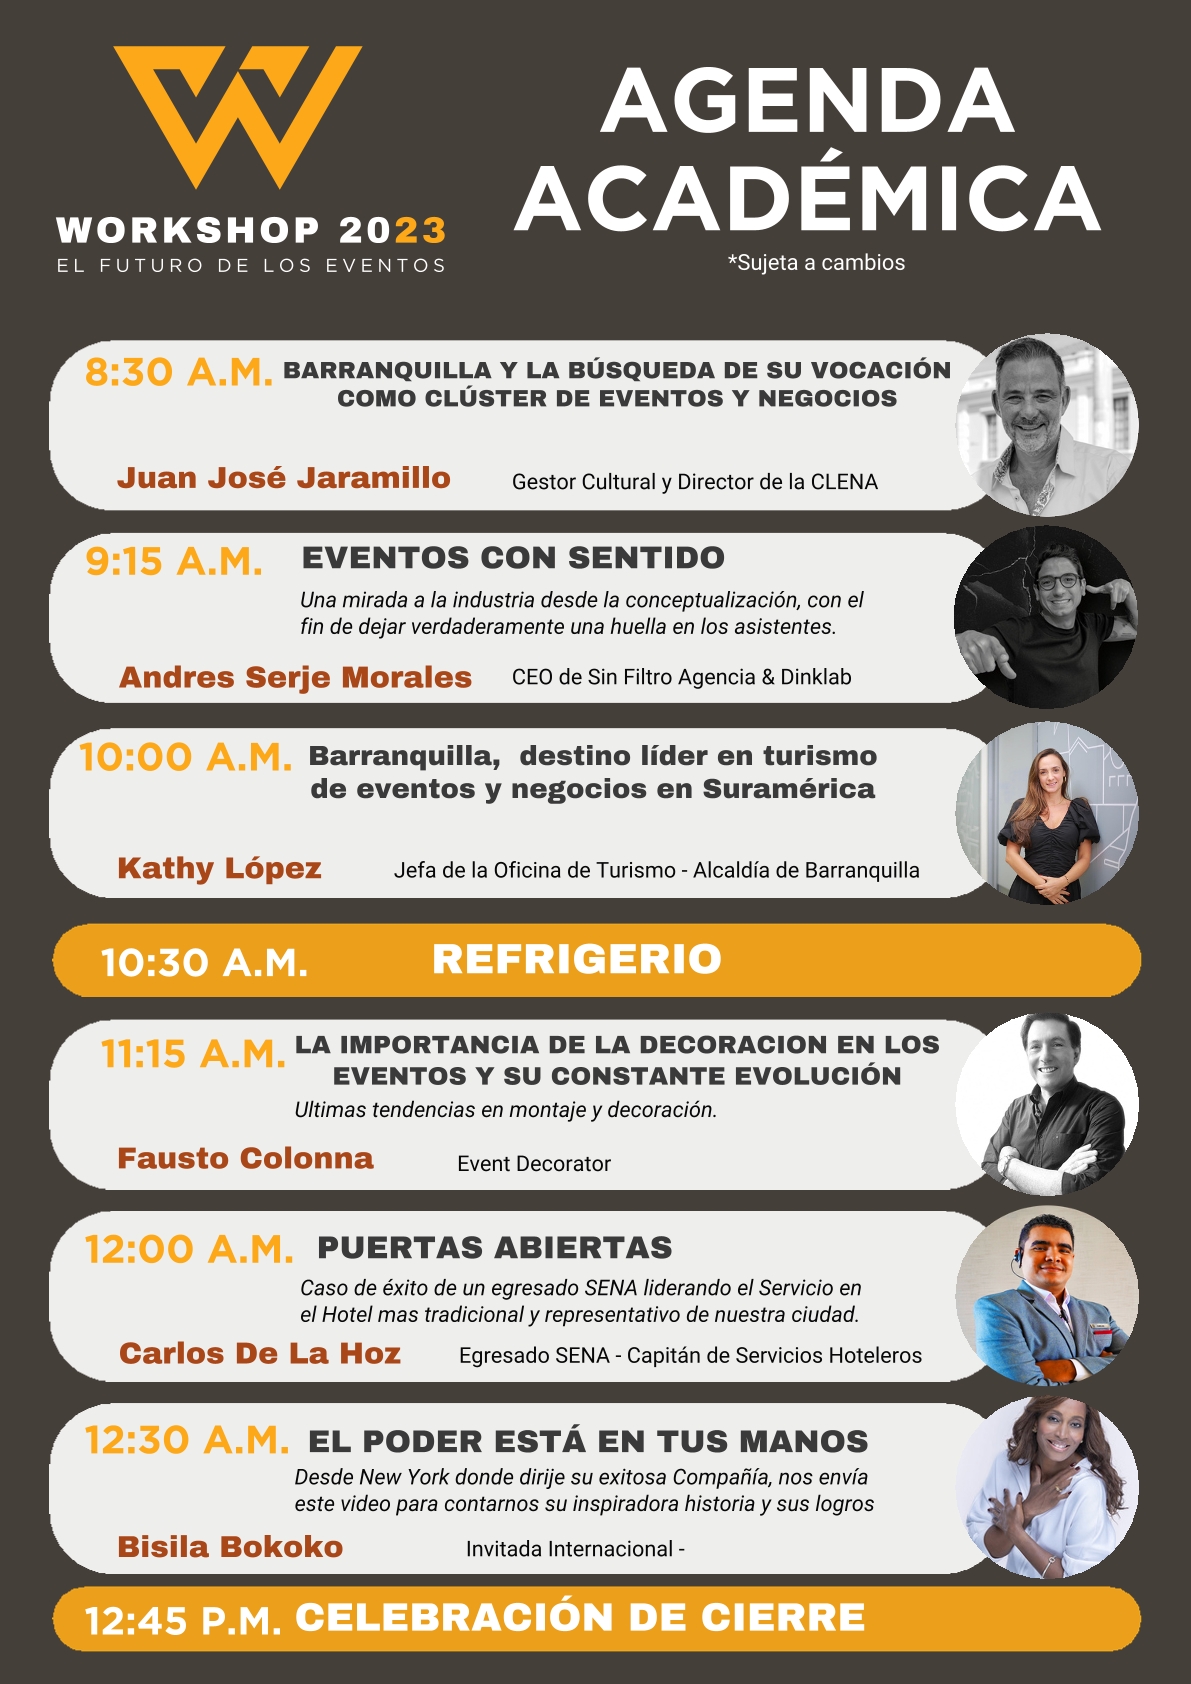 AGENDA
ACADÉMICA
*Sujeta a cambios
WORKSHOP 2023
EL FUTURO DE LOS EVENTOS
8:30 A.M.
BARRANQUILLA Y LA BÚSQUEDA DE SU VOCACIÓN
COMO CLÚSTER DE EVENTOS Y NEGOCIOS
Juan José Jaramillo
Gestor Cultural y Director de la CLENA
9:15 A.M.
EVENTOS CON SENTIDO
Una mirada a la industria desde la conceptualización, con el
fin de dejar verdaderamente una huella en los asistentes.
Andres Serje Morales
CEO de Sin Filtro Agencia & Dinklab
10:00 A.M.
Barranquilla, destino líder en turismo
de eventos y negocios en Suramérica
Kathy López
Jefa de la Oficina de Turismo - Alcaldía de Barranquilla
10:30 A.M.
REFRIGERIO
11:15 A.M.
LA IMPORTANCIA DE LA DECORACION EN LOS
EVENTOS Y SU CONSTANTE EVOLUCIÓN
Ultimas tendencias en montaje y decoración.
Fausto Colonna
Event Decorator
12:00 A.M.
PUERTAS ABIERTAS
Caso de éxito de un egresado SENA liderando el Servicio en
el Hotel mas tradicional y representativo de nuestra ciudad.
Carlos De La Hoz
Egresado SENA - Capitán de Servicios Hoteleros
12:30 A.M.
EL PODER ESTÁ EN TUS MANOS
Desde New York donde dirije su exitosa Compañía, nos envía
este video para contarnos su inspiradora historia y sus logros
Bisila Bokoko
Invitada Internacional -
12:45 P.M.
CELEBRACIÓN DE CIERRE